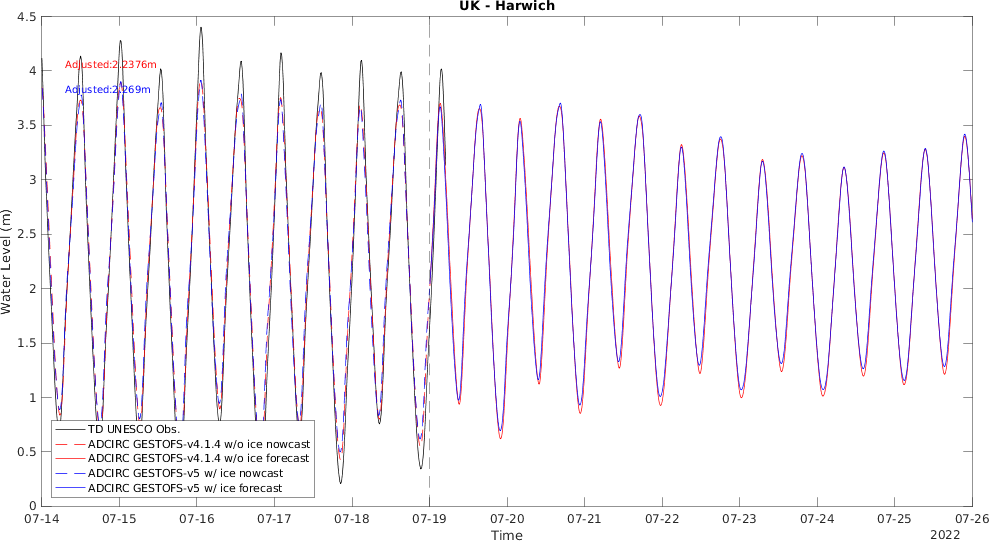 UK - Harwich
4.5
4
3.5
3
2.5
2
1.5
1
0.5
0
Water Level (m)
Adjusted:2.2376m
Adjusted:2.269m
TD UNESCO Obs.
ADCIRC GESTOFS-v4.1.4 w/o ice nowcast
ADCIRC GESTOFS-v4.1.4 w/o ice forecast
ADCIRC GESTOFS-v5 w/ ice nowcast
ADCIRC GESTOFS-v5 w/ ice forecast
07-14 07-15 07-16 07-17 07-18 07-19 07-20 07-21 07-22 07-23 07-24 07-25 07-26
Time
2022